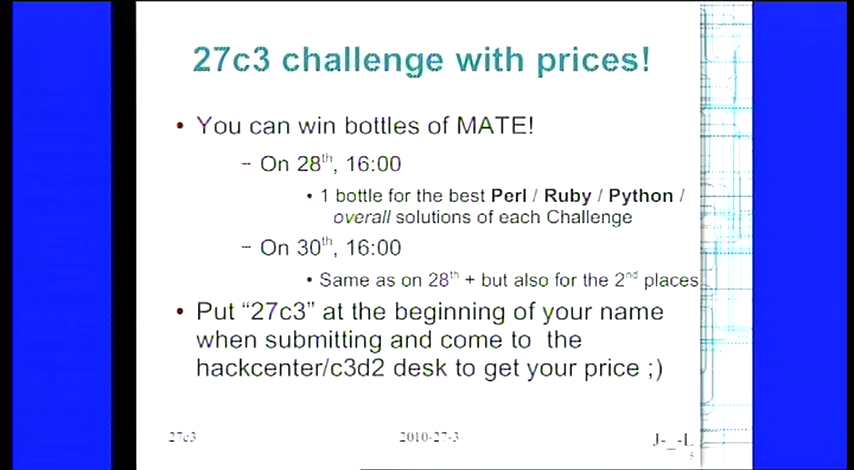 27c3 challenge with prices!
• You can win bottles of MATE!
– On 28th, 16:00
• 1 bottle for the best Perl / Ruby / Python /
overall solutions of each Challenge
– On 30th, 16:00
• Same as on 28th + but also for the 2nd places
• Put “27c3” at the beginning of your name
when submitting and come to the
hackcenter/c3d2 desk to get your price ;)
27c3
2010-27-3
J-_-L
5